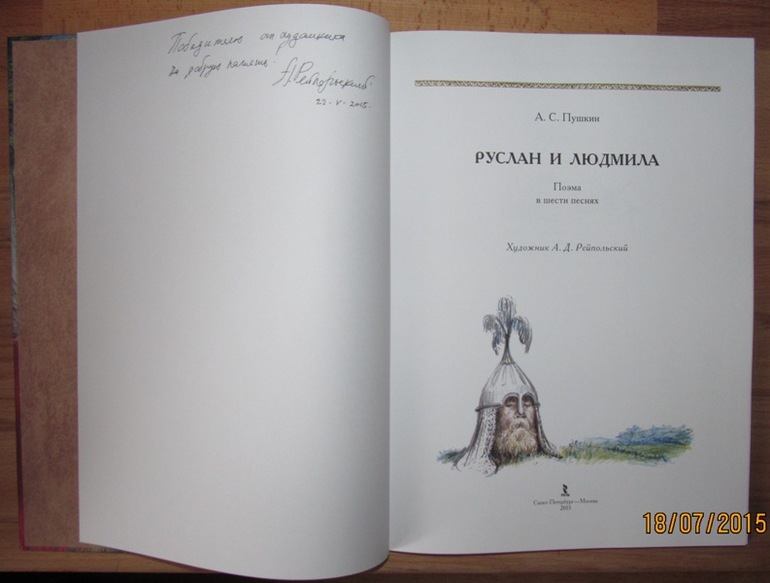 Победителю от художника
на добрую память.
А.Рейпольский
22-V-2015.
А. С. Пушкин
РУСЛАН И ЛЮДМИЛА
Поэма
в шести песнях
Художник А. Д. Рейпольский
Санкт-Петербург—Москва
2015
18/07/2015